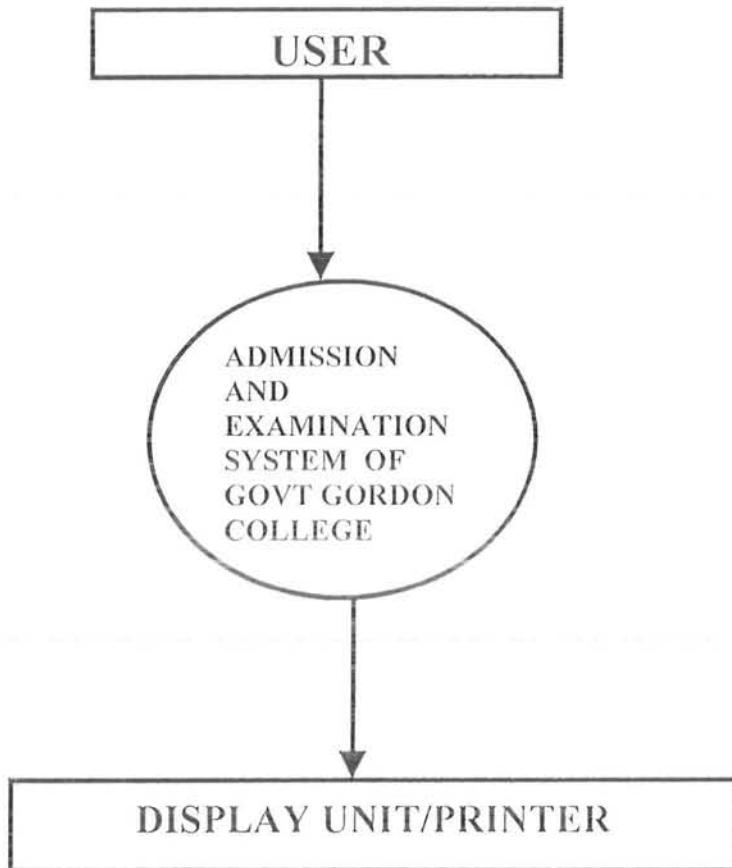 USER
ADMISSION
AND
EXAMINATION
SYSTEM OF
GOVT GORDON
COLLEGE
DISPLAY UNIT/PRINTER